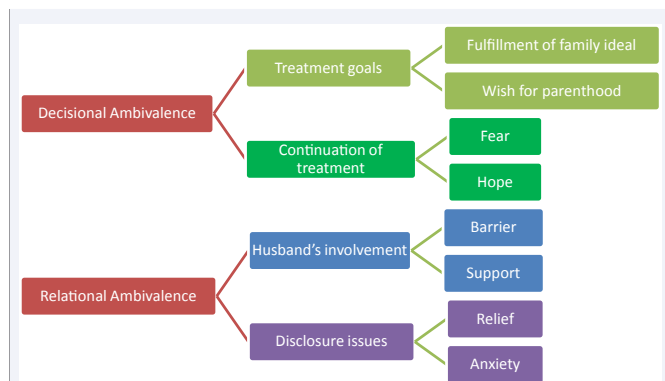 Decisional Ambivalence
Treatment goals
Fulfillment of family ideal
Wish for parenthood
Continuation of
treatment
Fear
Hope
Relational Ambivalence
Husband's involvement
Barrier
Support
Disclosure issues
Relief
Anxiety